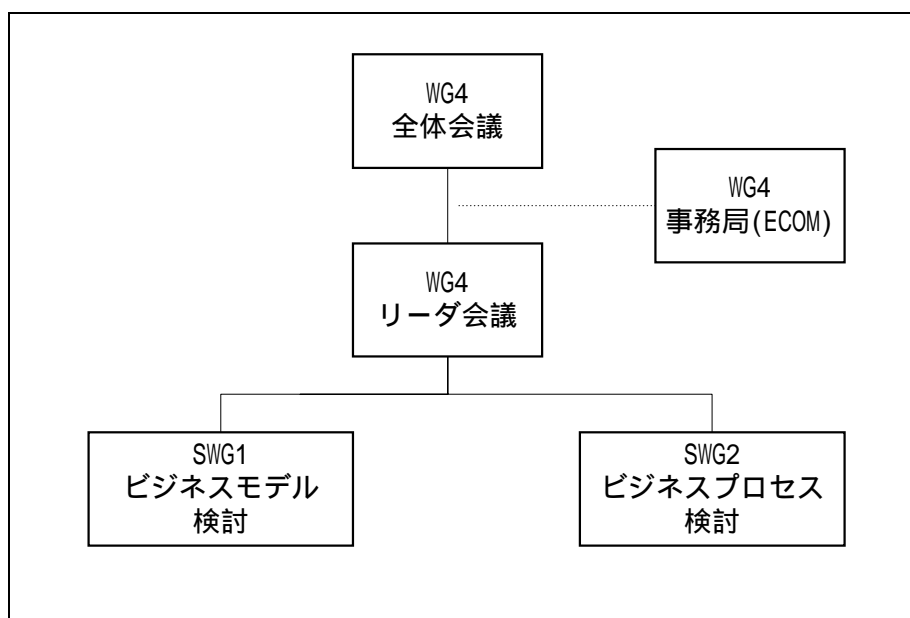 WG4
全体会議
WG4
事務局(ECOM)
WG4
リーダ会議
SWG1
ビジネスモデル
検討
SWG2
ビジネスプロセス
検討